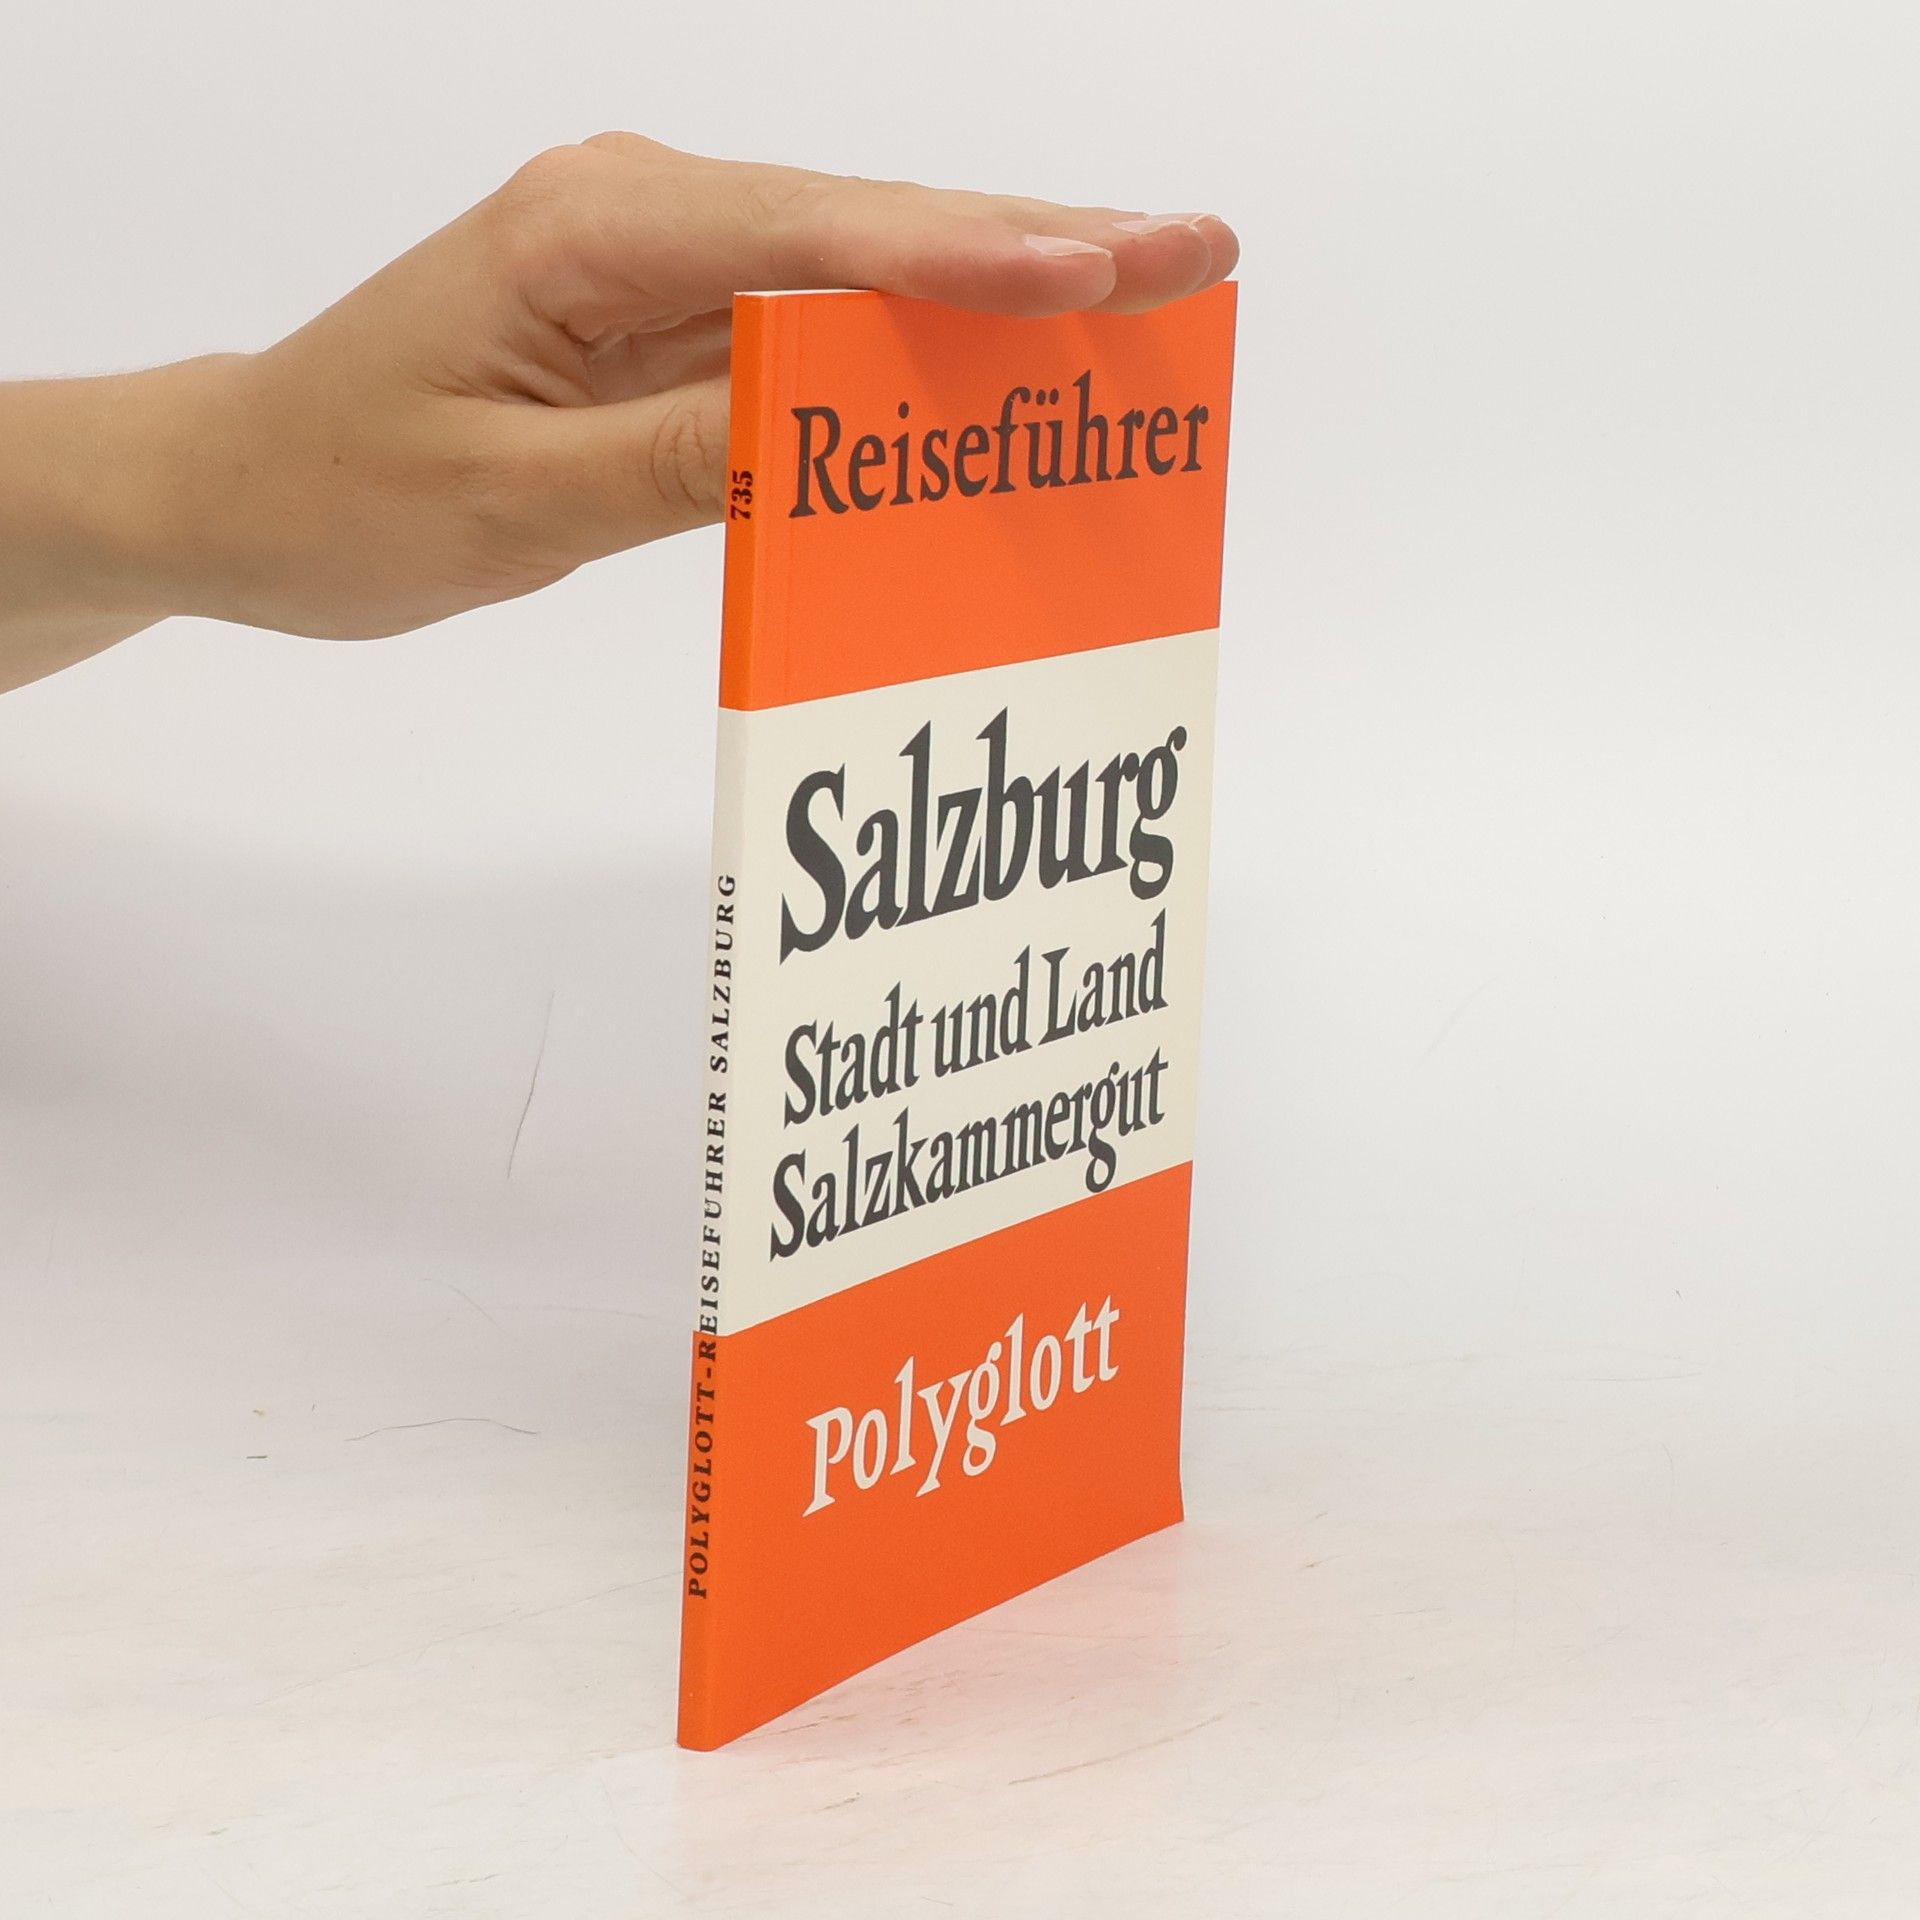 Reiseführer
Salzburg
Stadt und Land
Salzkammergut
Polyglott
735
POLYGLOTT-REISEFÜHRER SALZBURG